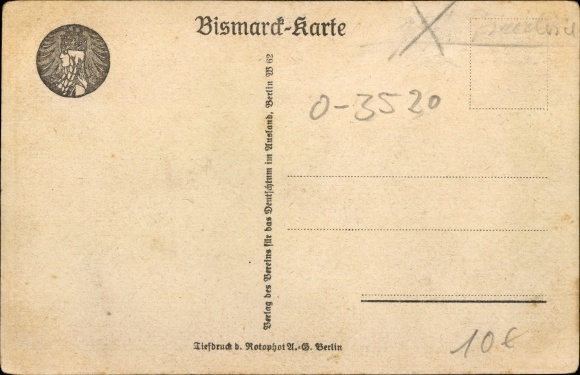 Bismarck-Karte
0-3520
Verlag des Vereins für das Deutschtum im Ausland, Berlin W 62
Tiefdruck d. Rotophot A.-G. Berlin
10€